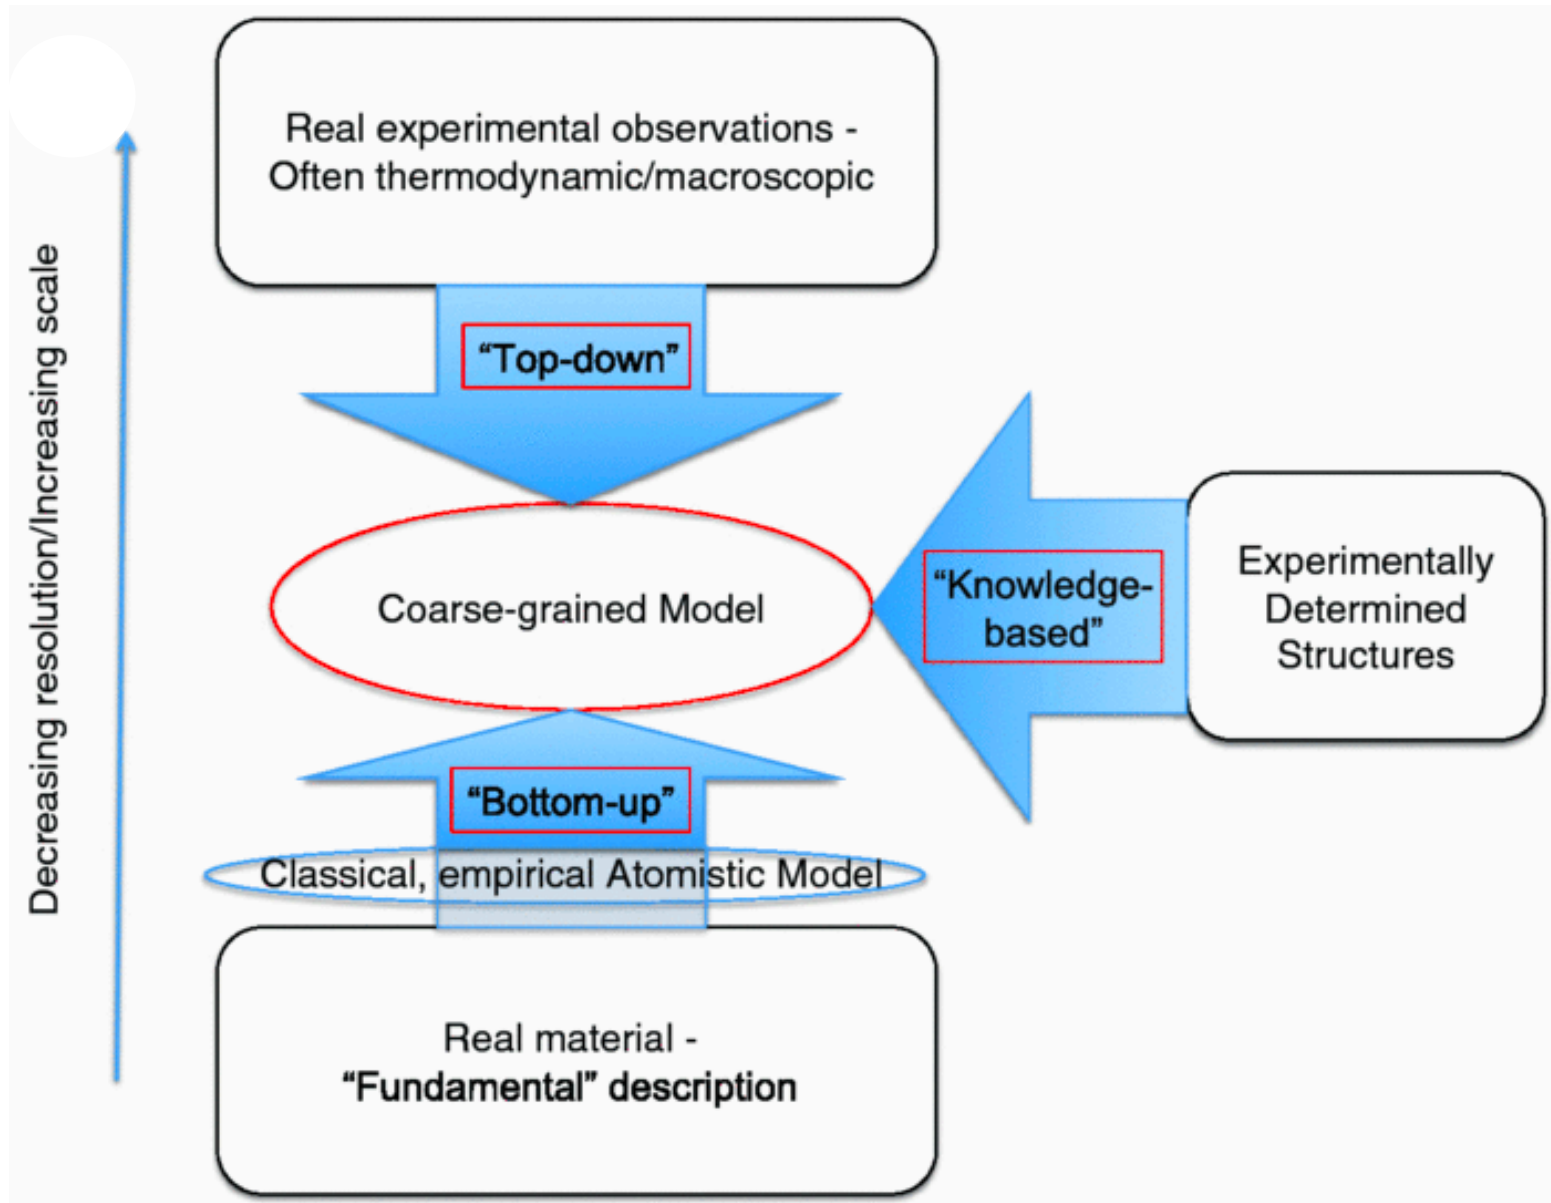 Real experimental observations -
Often thermodynamic/macroscopic
“Top-down”
Decreasing resolution/Increasing scale
Coarse-grained Model
“Knowledge-
based”
Experimentally
Determined
Structures
“Bottom-up”
Classical, empirical Atomistic Model
Real material -
“Fundamental” description